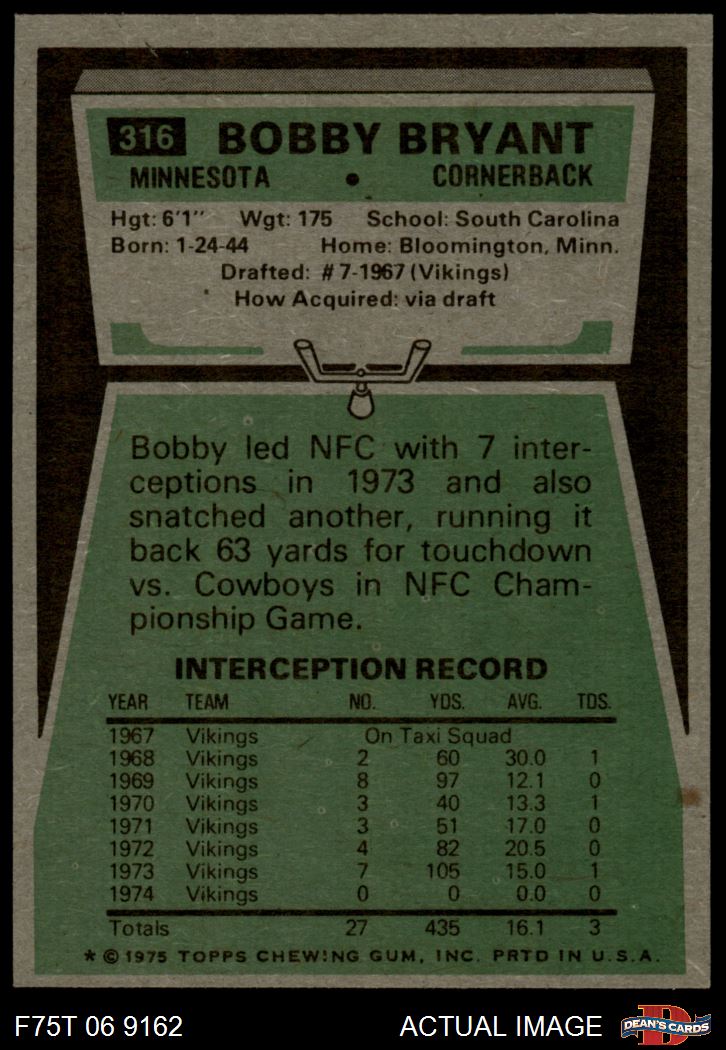 316 BOBBY BRYANT
MINNESOTA • CORNERBACK
Hgt: 6'1" Wgt: 175 School: South Carolina
Born: 1-24-44 Home: Bloomington, Minn.
Drafted: #7-1967 (Vikings)
How Acquired: via draft
Bobby led NFC with 7 inter-
ceptions in 1973 and also
snatched another, running it
back 63 yards for touchdown
vs. Cowboys in NFC Cham-
pionship Game.
INTERCEPTION RECORD
YEAR TEAM NO. YDS. AVG. TDS.
1967 Vikings On Taxi Squad
1968 Vikings 2 60 30.0 1
1969 Vikings 8 97 12.1 0
1970 Vikings 3 40 13.3 1
1971 Vikings 3 51 17.0 0
1972 Vikings 4 82 20.5 0
1973 Vikings 7 105 15.0 1
1974 Vikings 0 0 0.0 0
Totals 27 435 16.1 3
* © 1975 TOPPS CHEWING GUM, INC. PRTD IN U.S.A.
F75T 06 9162 ACTUAL IMAGE D DEAN'S CARDS